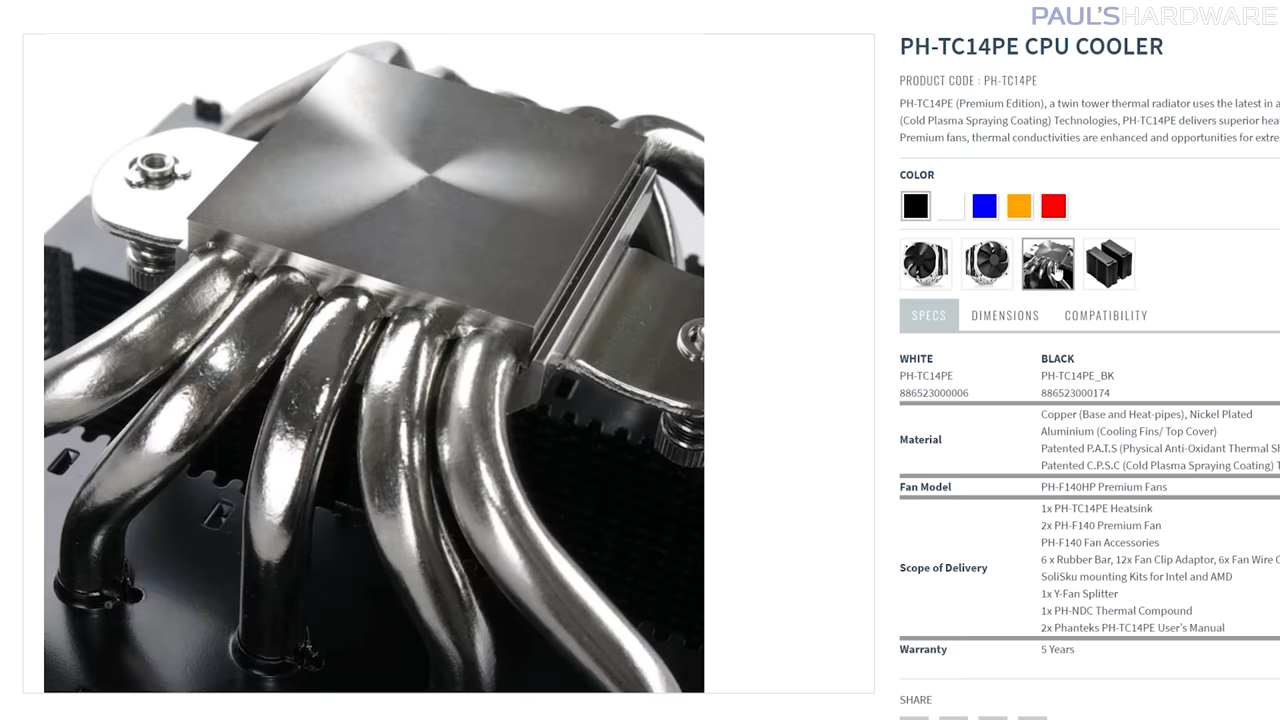 PAUL'SHARDWARE
PH-TC14PE CPU COOLER
PRODUCT CODE : PH-TC14PE
PH-TC14PE (Premium Edition), a twin tower thermal radiator uses the latest in a
(Cold Plasma Spraying Coating) Technologies, PH-TC14PE delivers superior hea
Premium fans, thermal conductivities are enhanced and opportunities for extre
COLOR
SPECS DIMENSIONS COMPATIBILITY
WHITE BLACK
PH-TC14PE PH-TC14PE_BK
886523000006 886523000174
Material
Copper (Base and Heat-pipes), Nickel Plated
Aluminium (Cooling Fins/ Top Cover)
Patented P.A.T.S (Physical Anti-Oxidant Thermal Sh
Patented C.P.S.C (Cold Plasma Spraying Coating) T
Fan Model PH-F140HP Premium Fans
Scope of Delivery
1x PH-TC14PE Heatsink
2x PH-F140 Premium Fan
PH-F140 Fan Accessories
6 x Rubber Bar, 12x Fan Clip Adaptor, 6x Fan Wire C
SoliSku mounting Kits for Intel and AMD
1x Y-Fan Splitter
1x PH-NDC Thermal Compound
2x Phanteks PH-TC14PE User's Manual
Warranty 5 Years
SHARE